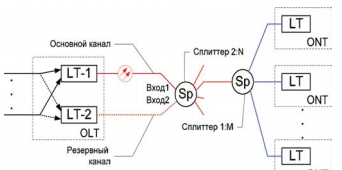 Основной канал
LT-1
LT-2
OLT
Резервный
канал
Вход1
Вход2
Sp
Сплиттер 2:N
Sp
Сплиттер 1:M
LT
ONT
LT
ONT
LT